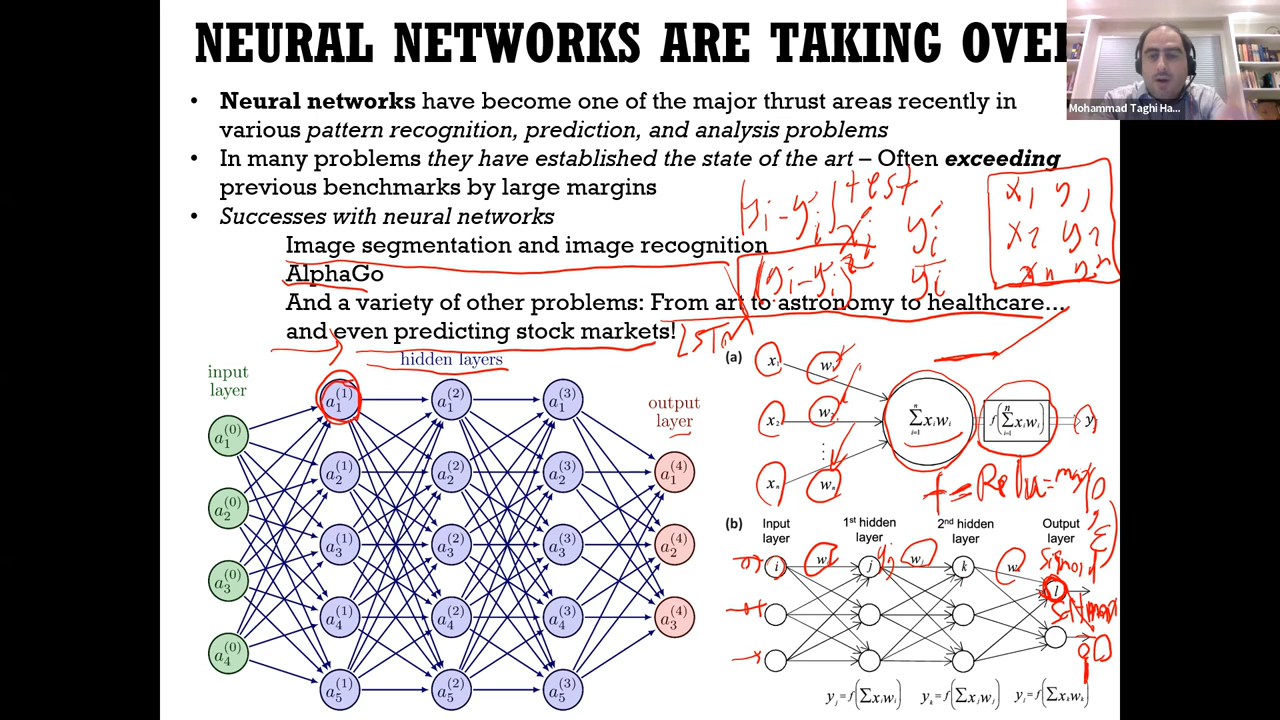 NEURAL NETWORKS ARE TAKING OVE
Mohammad Taghi Ha...
• Neural networks have become one of the major thrust areas recently in
various pattern recognition, prediction, and analysis problems
• In many problems they have established the state of the art – Often exceeding
previous benchmarks by large margins
• Successes with neural networks
Image segmentation and image recognition
AlphaGo
And a variety of other problems: From art to astronomy to healthcare...
and even predicting stock markets!
test
x₁ y₁
x₂ y₂
xₙ yₙ
LSTM
hidden layers
input
layer
output
layer
a₁⁽⁰⁾
a₂⁽⁰⁾
a₃⁽⁰⁾
a₄⁽⁰⁾
a₁⁽¹⁾
a₂⁽¹⁾
a₃⁽¹⁾
a₄⁽¹⁾
a₅⁽¹⁾
a₁⁽²⁾
a₂⁽²⁾
a₃⁽²⁾
a₄⁽²⁾
a₅⁽²⁾
a₁⁽³⁾
a₂⁽³⁾
a₃⁽³⁾
a₄⁽³⁾
a₅⁽³⁾
a₁⁽⁴⁾
a₂⁽⁴⁾
a₃⁽⁴⁾
(a)
x₁ w₁
x₂ w₂
⋮
xₙ wₙ
∑ⁿᵢ₌₁ xᵢwᵢ
f(∑ⁿᵢ₌₁ xᵢwᵢ)
y
f = Relu = max(0
(b)
Input
layer
1st hidden
layer
2nd hidden
layer
Output
layer
i j k l
yⱼ = f(∑xᵢwᵢ) yₖ = f(∑xⱼwⱼ) yₗ = f(∑xₖwₖ)